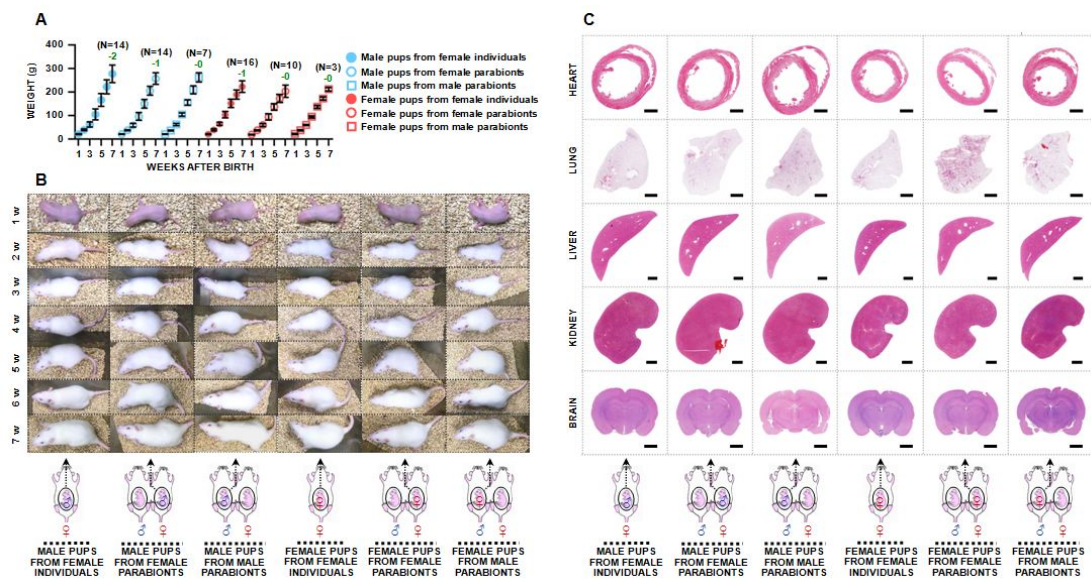 A
400
300
200
100
0
WEIGHT (g)
(N=14)
-2
(N=14)
-1
(N=7)
-0
(N=16)
-1
(N=10)
-0
(N=3)
-0
1 3 5 7 1 3 5 7 1 3 5 7 1 3 5 7 1 3 5 7 1 3 5 7
WEEKS AFTER BIRTH
Male pups from female individuals
Male pups from female parabionts
Male pups from male parabionts
Female pups from female individuals
Female pups from female parabionts
Female pups from male parabionts
B
1 w
2 w
3 w
4 w
5 w
6 w
7 w
♀
♂ ♀
♂ ♀
♀
♂ ♀
♂ ♀
MALE PUPS
FROM FEMALE
INDIVIDUALS
MALE PUPS
FROM FEMALE
PARABIONTS
MALE PUPS
FROM MALE
PARABIONTS
FEMALE PUPS
FROM FEMALE
INDIVIDUALS
FEMALE PUPS
FROM FEMALE
PARABIONTS
FEMALE PUPS
FROM MALE
PARABIONTS
C
HEART
LUNG
LIVER
KIDNEY
BRAIN
♀
♂ ♀
♂ ♀
♀
♂ ♀
♂ ♀
MALE PUPS
FROM FEMALE
INDIVIDUALS
MALE PUPS
FROM FEMALE
PARABIONTS
MALE PUPS
FROM MALE
PARABIONTS
FEMALE PUPS
FROM FEMALE
INDIVIDUALS
FEMALE PUPS
FROM FEMALE
PARABIONTS
FEMALE PUPS
FROM MALE
PARABIONTS